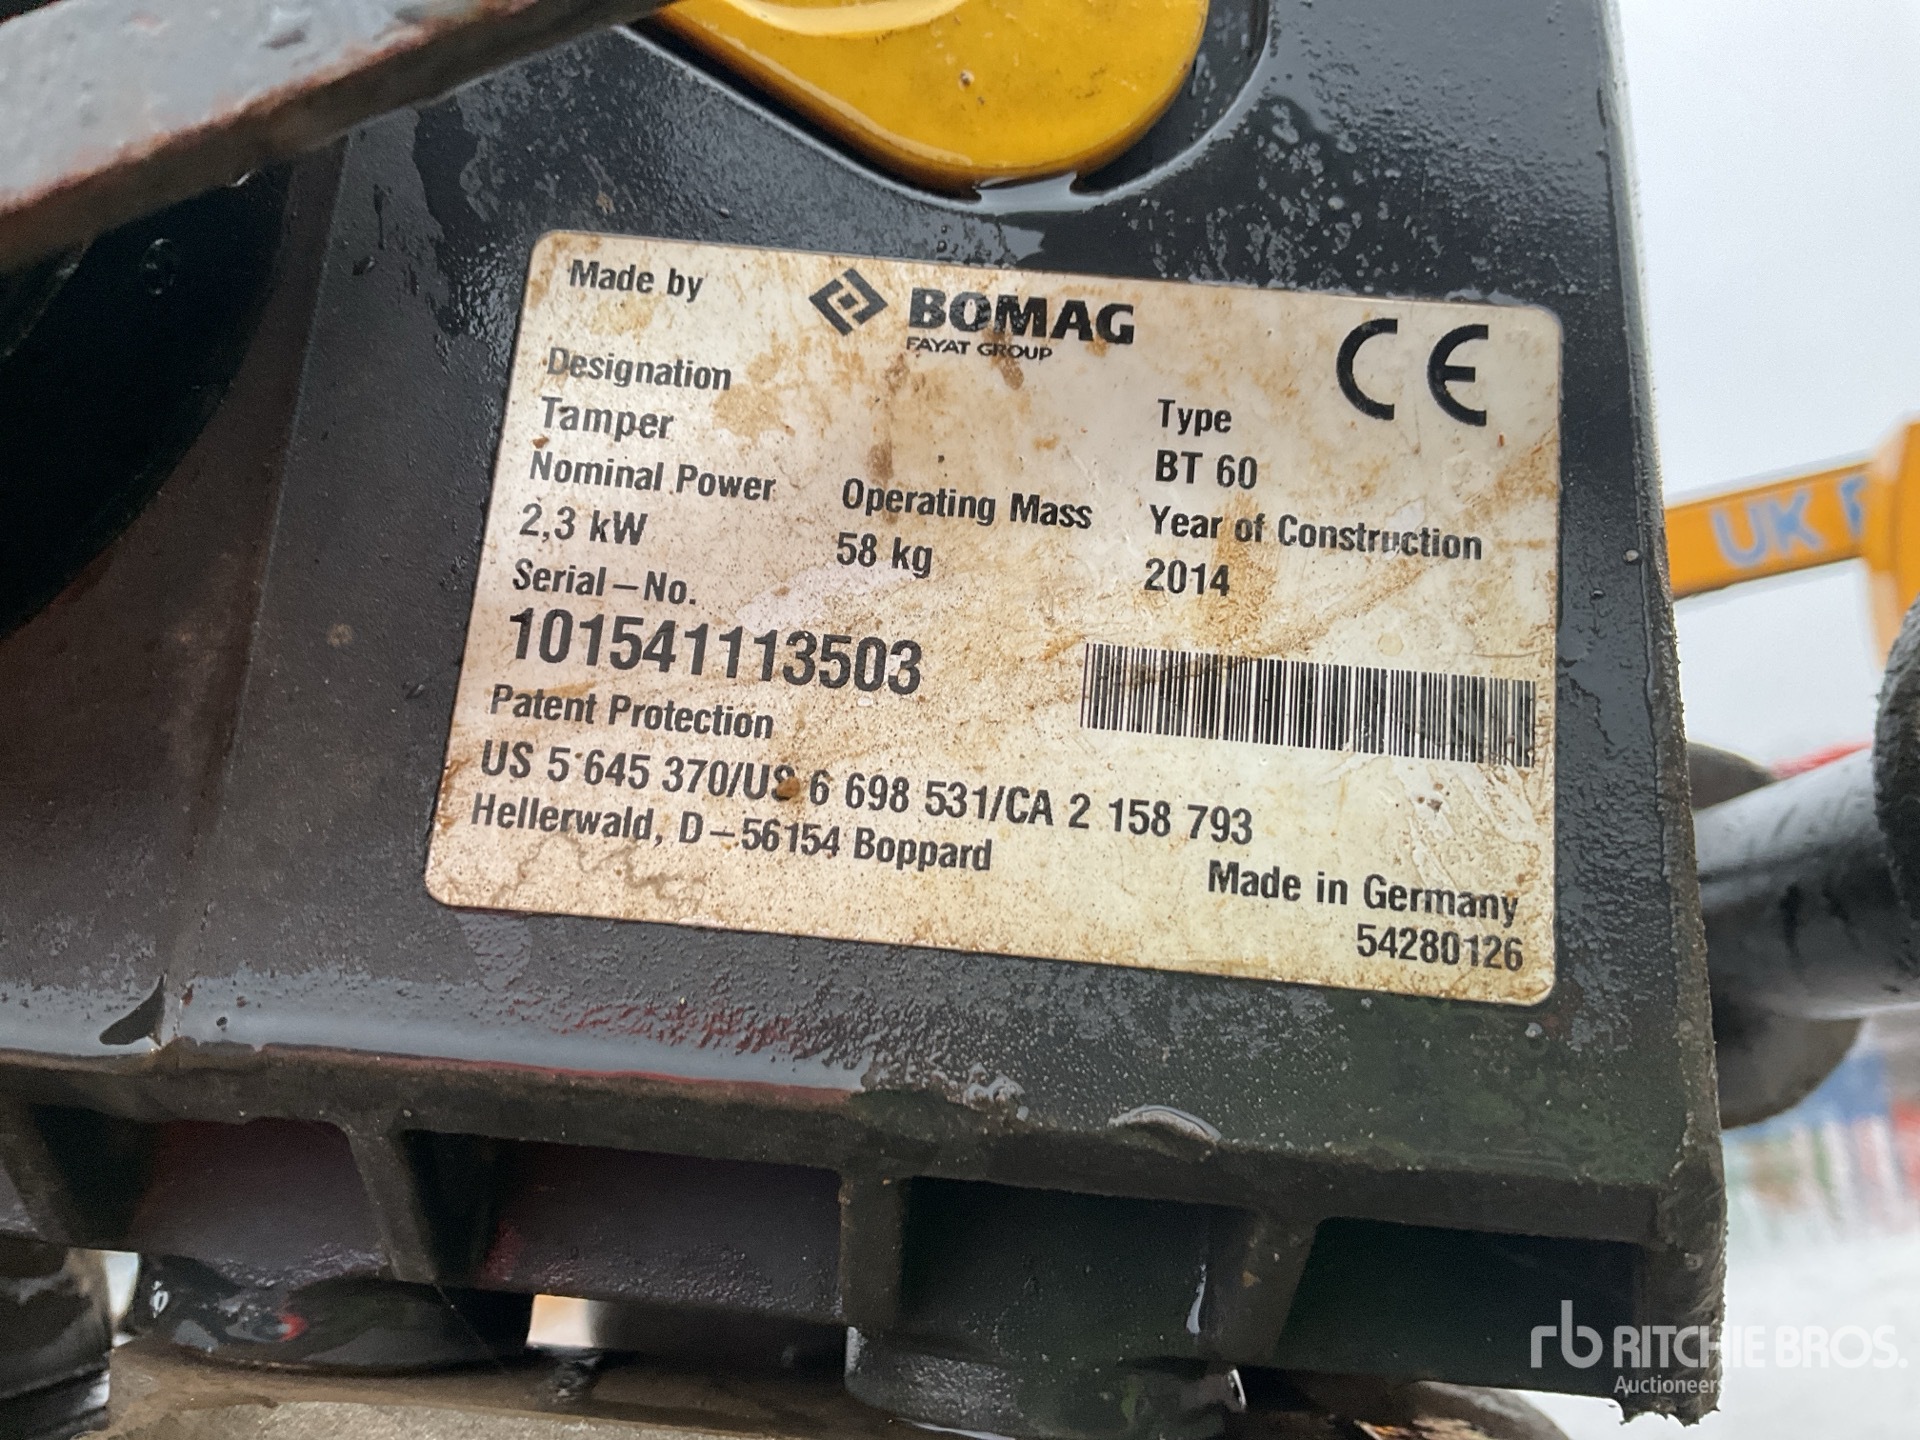 Made by
BOMAG
FAYAT GROUP
CE
Designation
Tamper
Type
BT 60
Nominal Power
2,3 kW
Operating Mass
58 kg
Year of Construction
2014
Serial-No.
101541113503
Patent Protection
US 5 645 370/US 6 698 531/CA 2 158 793
Hellerwald, D-56154 Boppard
Made in Germany
54280126
UK
rb RITCHIE BROS.
Auctioneers